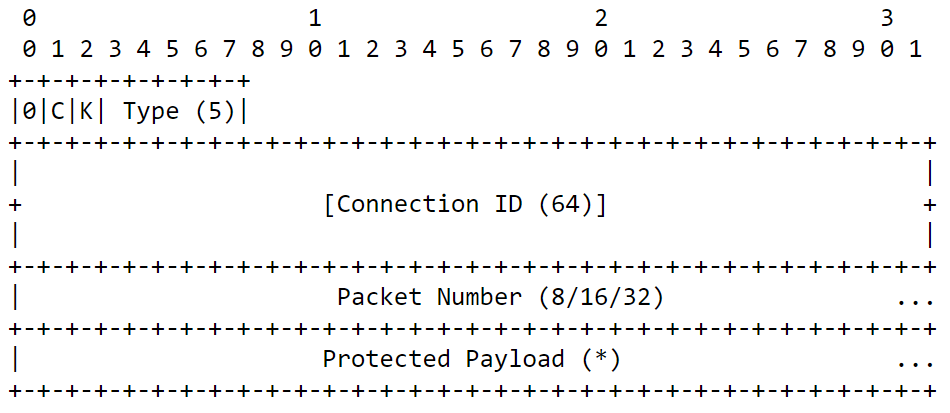 0                   1                   2                   3
 0 1 2 3 4 5 6 7 8 9 0 1 2 3 4 5 6 7 8 9 0 1 2 3 4 5 6 7 8 9 0 1
+-+-+-+-+-+-+-+-+
|0|C|K| Type (5)|
+-+-+-+-+-+-+-+-+-+-+-+-+-+-+-+-+-+-+-+-+-+-+-+-+-+-+-+-+-+-+-+-+
|                                                               |
+                     [Connection ID (64)]                      +
|                                                               |
+-+-+-+-+-+-+-+-+-+-+-+-+-+-+-+-+-+-+-+-+-+-+-+-+-+-+-+-+-+-+-+-+
|                      Packet Number (8/16/32)                ...
+-+-+-+-+-+-+-+-+-+-+-+-+-+-+-+-+-+-+-+-+-+-+-+-+-+-+-+-+-+-+-+-+
|                     Protected Payload (*)                   ...
+-+-+-+-+-+-+-+-+-+-+-+-+-+-+-+-+-+-+-+-+-+-+-+-+-+-+-+-+-+-+-+-+